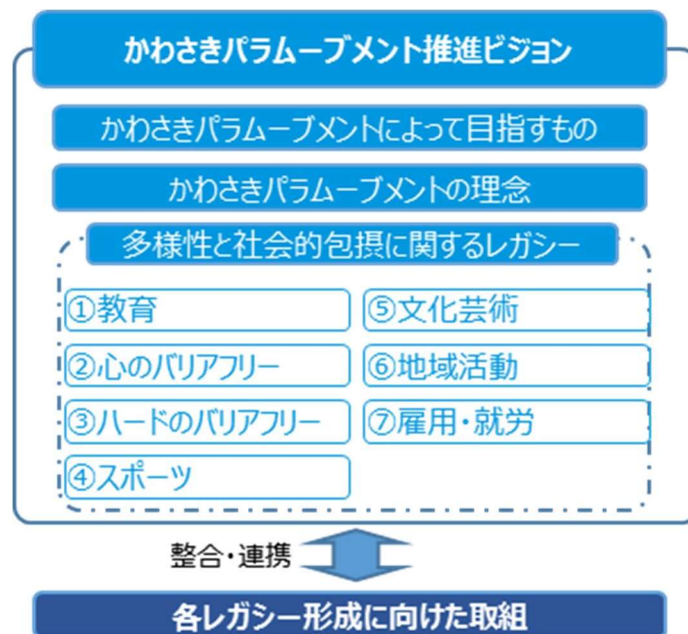 かわさきパラムーブメント推進ビジョン
かわさきパラムーブメントによって目指すもの
かわさきパラムーブメントの理念
多様性と社会的包摂に関するレガシー
①教育
②心のバリアフリー
③ハードのバリアフリー
④スポーツ
⑤文化芸術
⑥地域活動
⑦雇用・就労
整合・連携
各レガシー形成に向けた取組